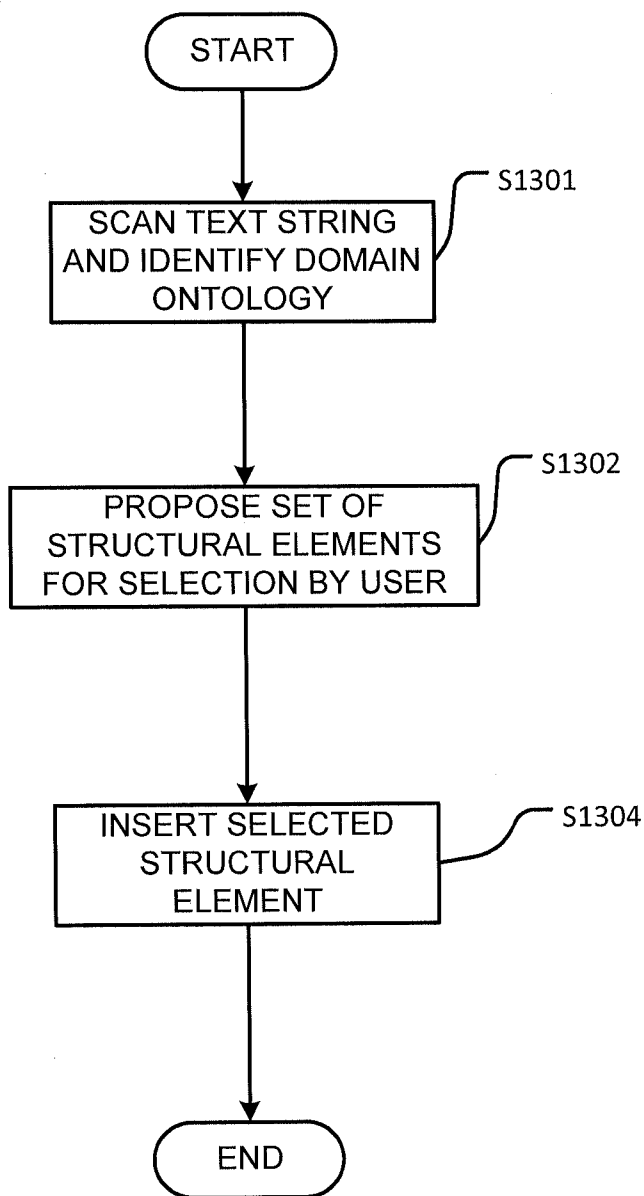 START
S1301
SCAN TEXT STRING
AND IDENTIFY DOMAIN
ONTOLOGY
S1302
PROPOSE SET OF
STRUCTURAL ELEMENTS
FOR SELECTION BY USER
S1304
INSERT SELECTED
STRUCTURAL
ELEMENT
END